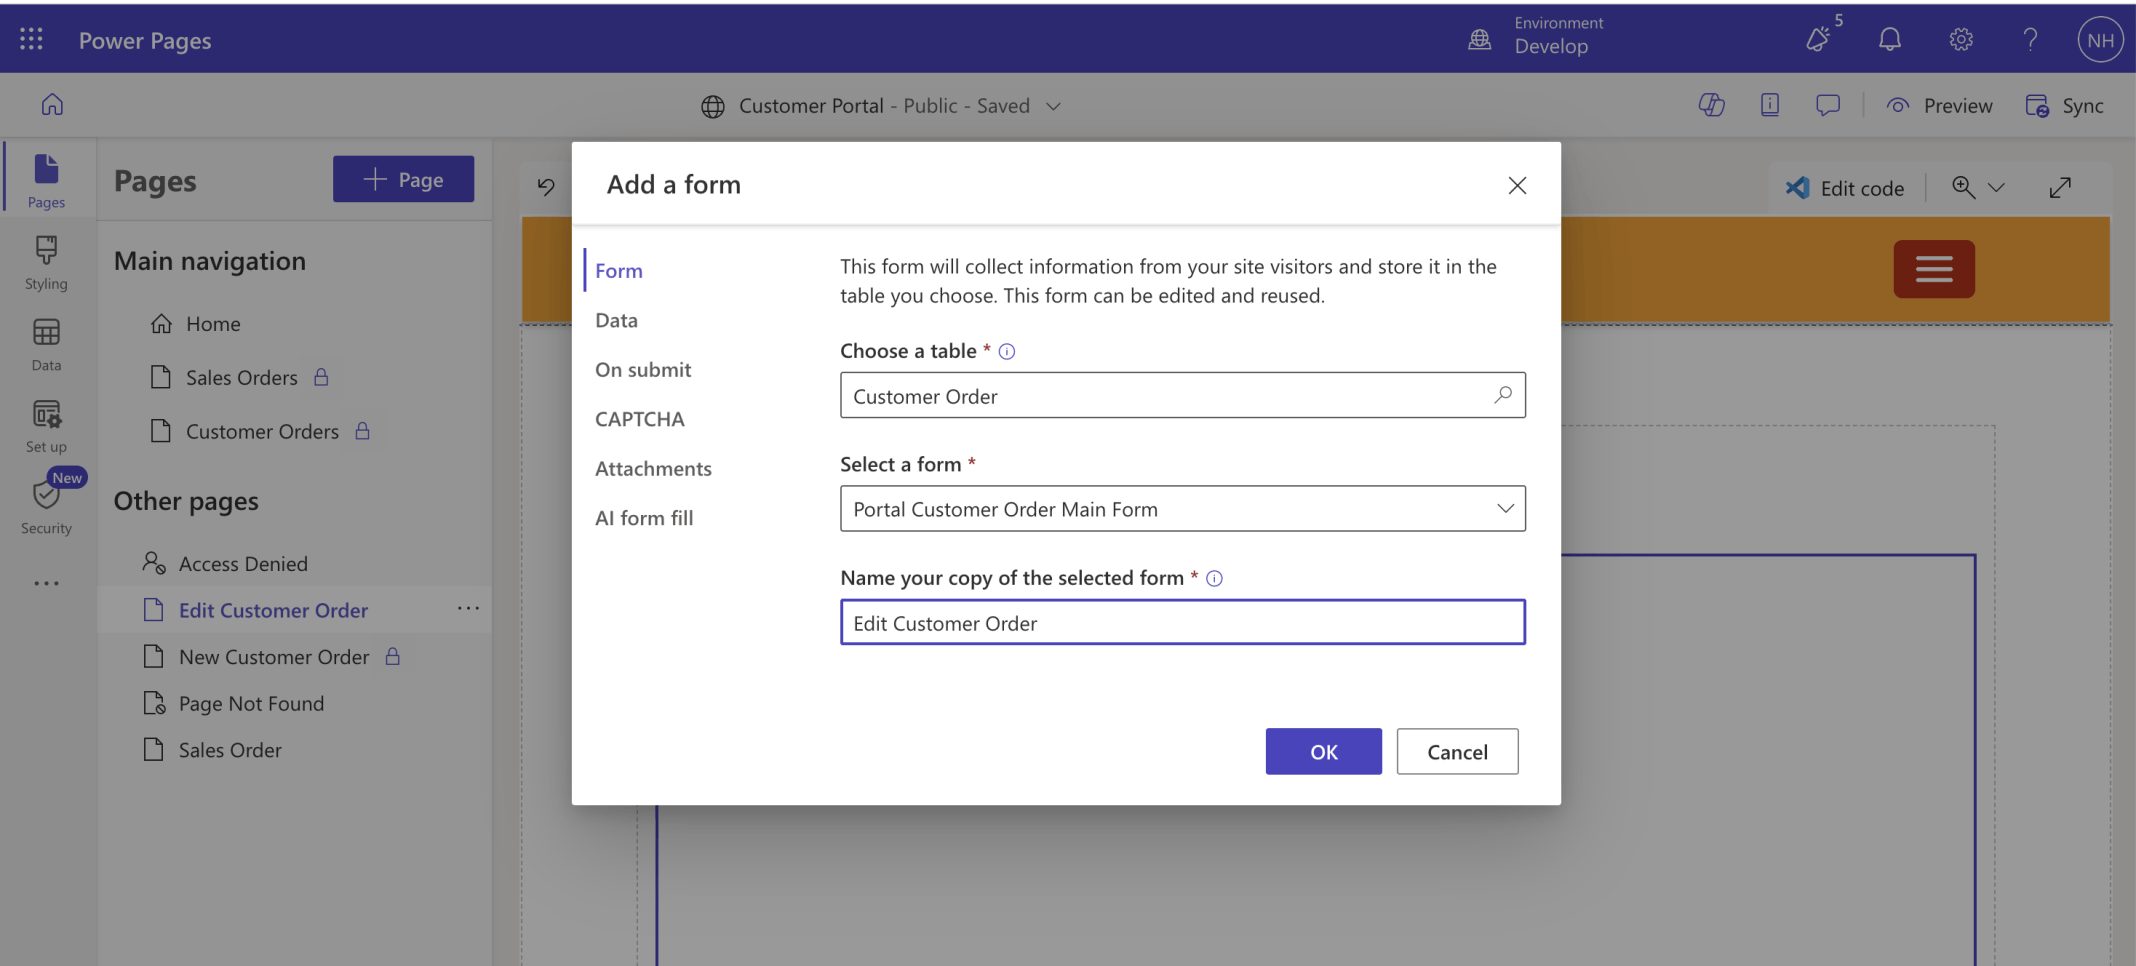 Power Pages
Environment
Develop
5
NH
Customer Portal - Public - Saved
Preview
Sync
Pages
Styling
Data
Set up
New
Security
Pages
Page
Main navigation
Home
Sales Orders
Customer Orders
Other pages
Access Denied
Edit Customer Order
New Customer Order
Page Not Found
Sales Order
Edit code
Add a form
Form
Data
On submit
CAPTCHA
Attachments
AI form fill
This form will collect information from your site visitors and store it in the
table you choose. This form can be edited and reused.
Choose a table *
Customer Order
Select a form *
Portal Customer Order Main Form
Name your copy of the selected form *
Edit Customer Order
OK
Cancel